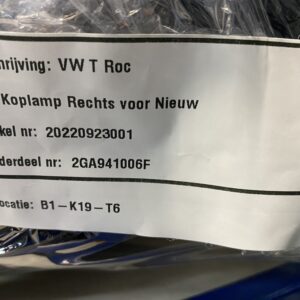 hrijving: VW T Roc
Koplamp Rechts voor Nieuw
kel nr: 20220923001
derdeel nr: 2GA941006F
ocatie: B1-K19-T6